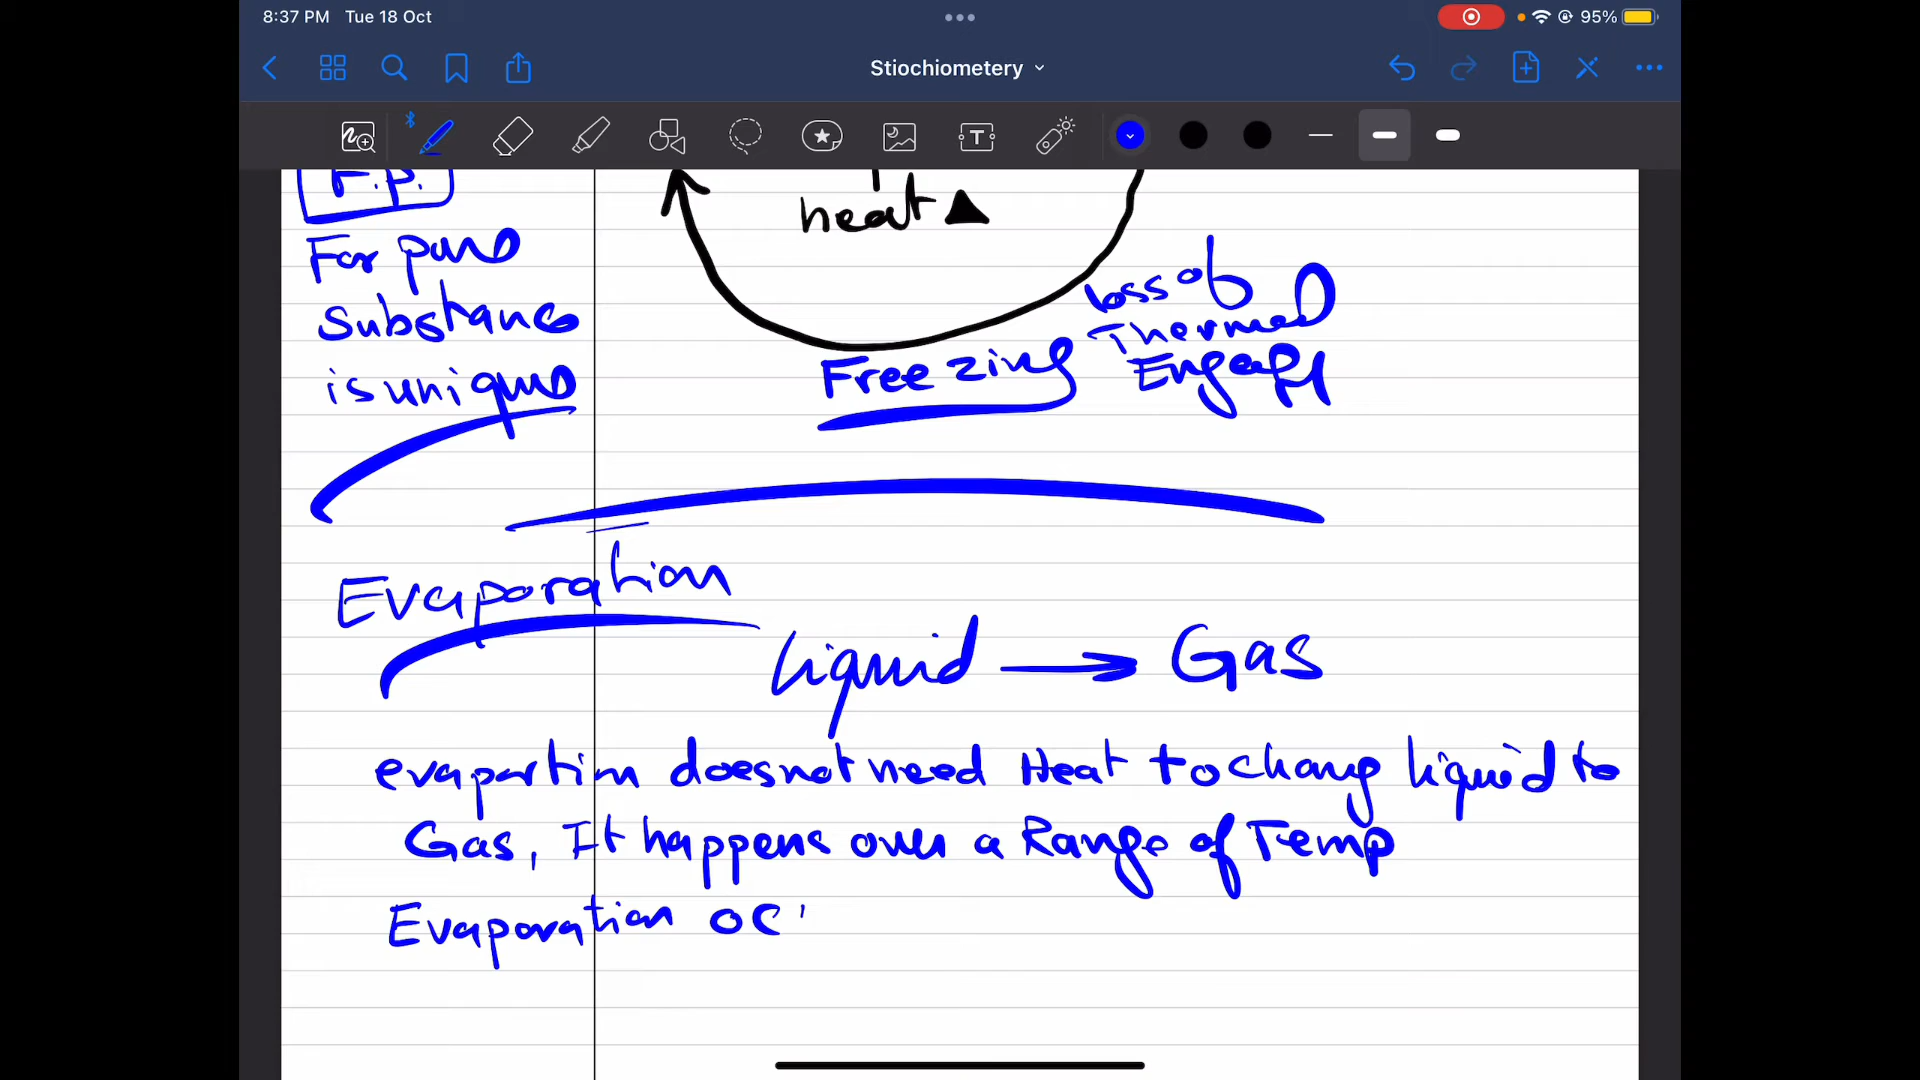 8:37 PM Tue 18 Oct
95%
Stiochiometery
T
F.P.
heat
For pure
Substance
is unique
loss of
Thermal
Energy
Freezing
Evaporation
liquid → Gas
evapartion does not need Heat to chang liquid to
Gas, It happens over a Range of Temp
Evaporation oc